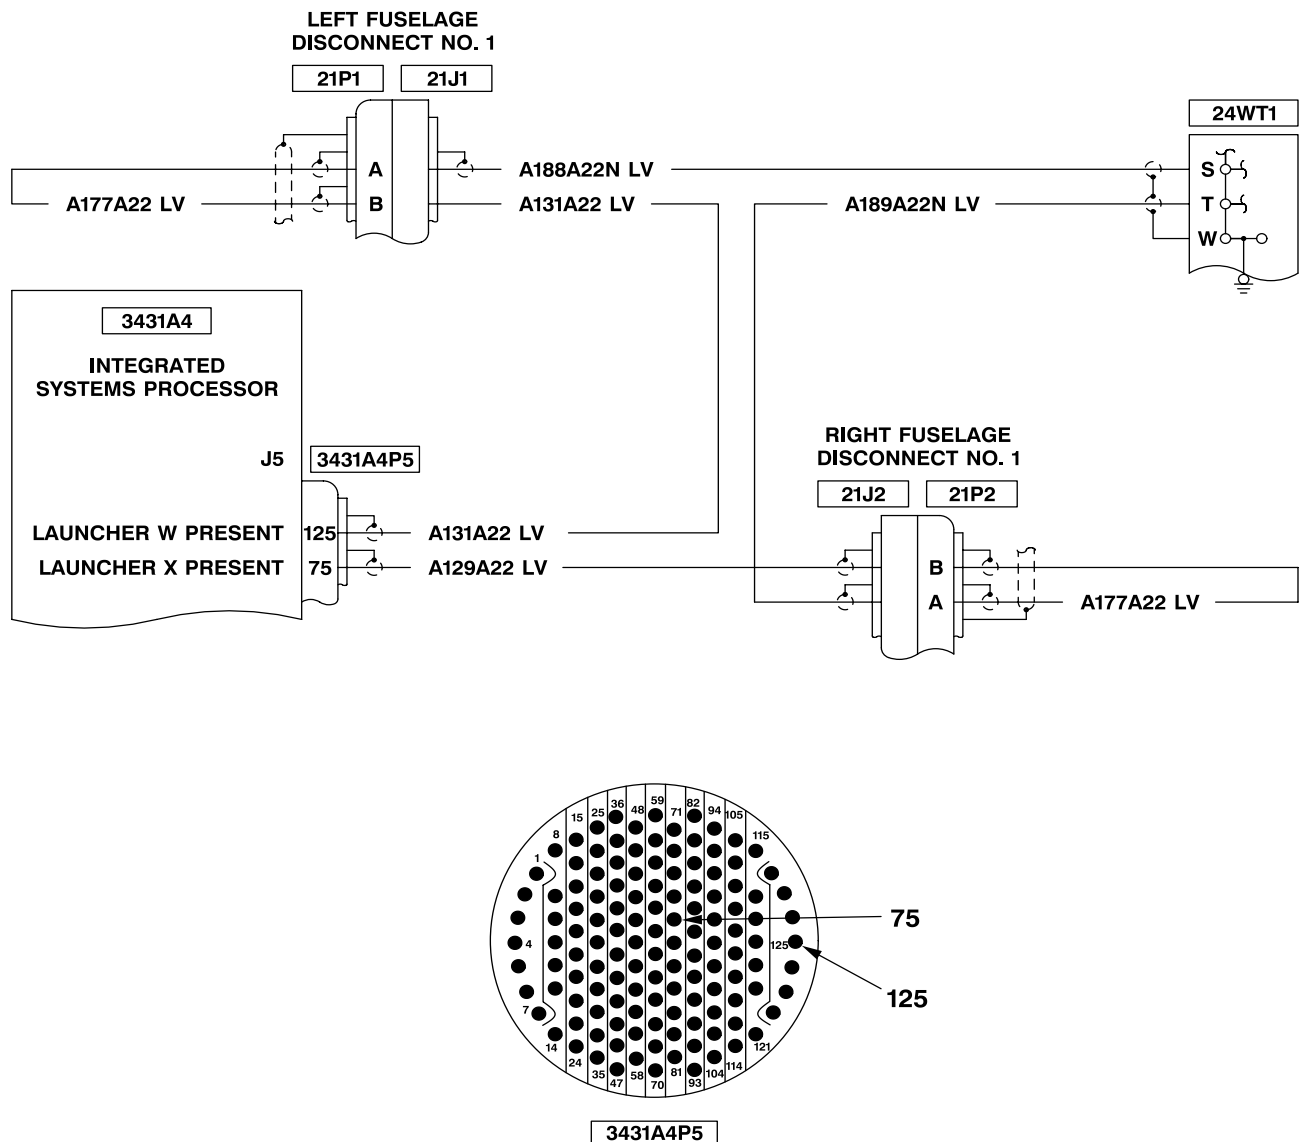 LEFT FUSELAGE
DISCONNECT NO. 1
21P1 21J1
24WT1
A A188A22N LV S
A177A22 LV B A131A22 LV A189A22N LV T
W
3431A4
INTEGRATED
SYSTEMS PROCESSOR
RIGHT FUSELAGE
DISCONNECT NO. 1
J5 3431A4P5
21J2 21P2
LAUNCHER W PRESENT 125 A131A22 LV
LAUNCHER X PRESENT 75 A129A22 LV B
A A177A22 LV
59
36 82
25 48 71 94 105
15
8 115
1
75
4 125
125
7
14 121
24 114
35 58 81 104
47 70 93
3431A4P5